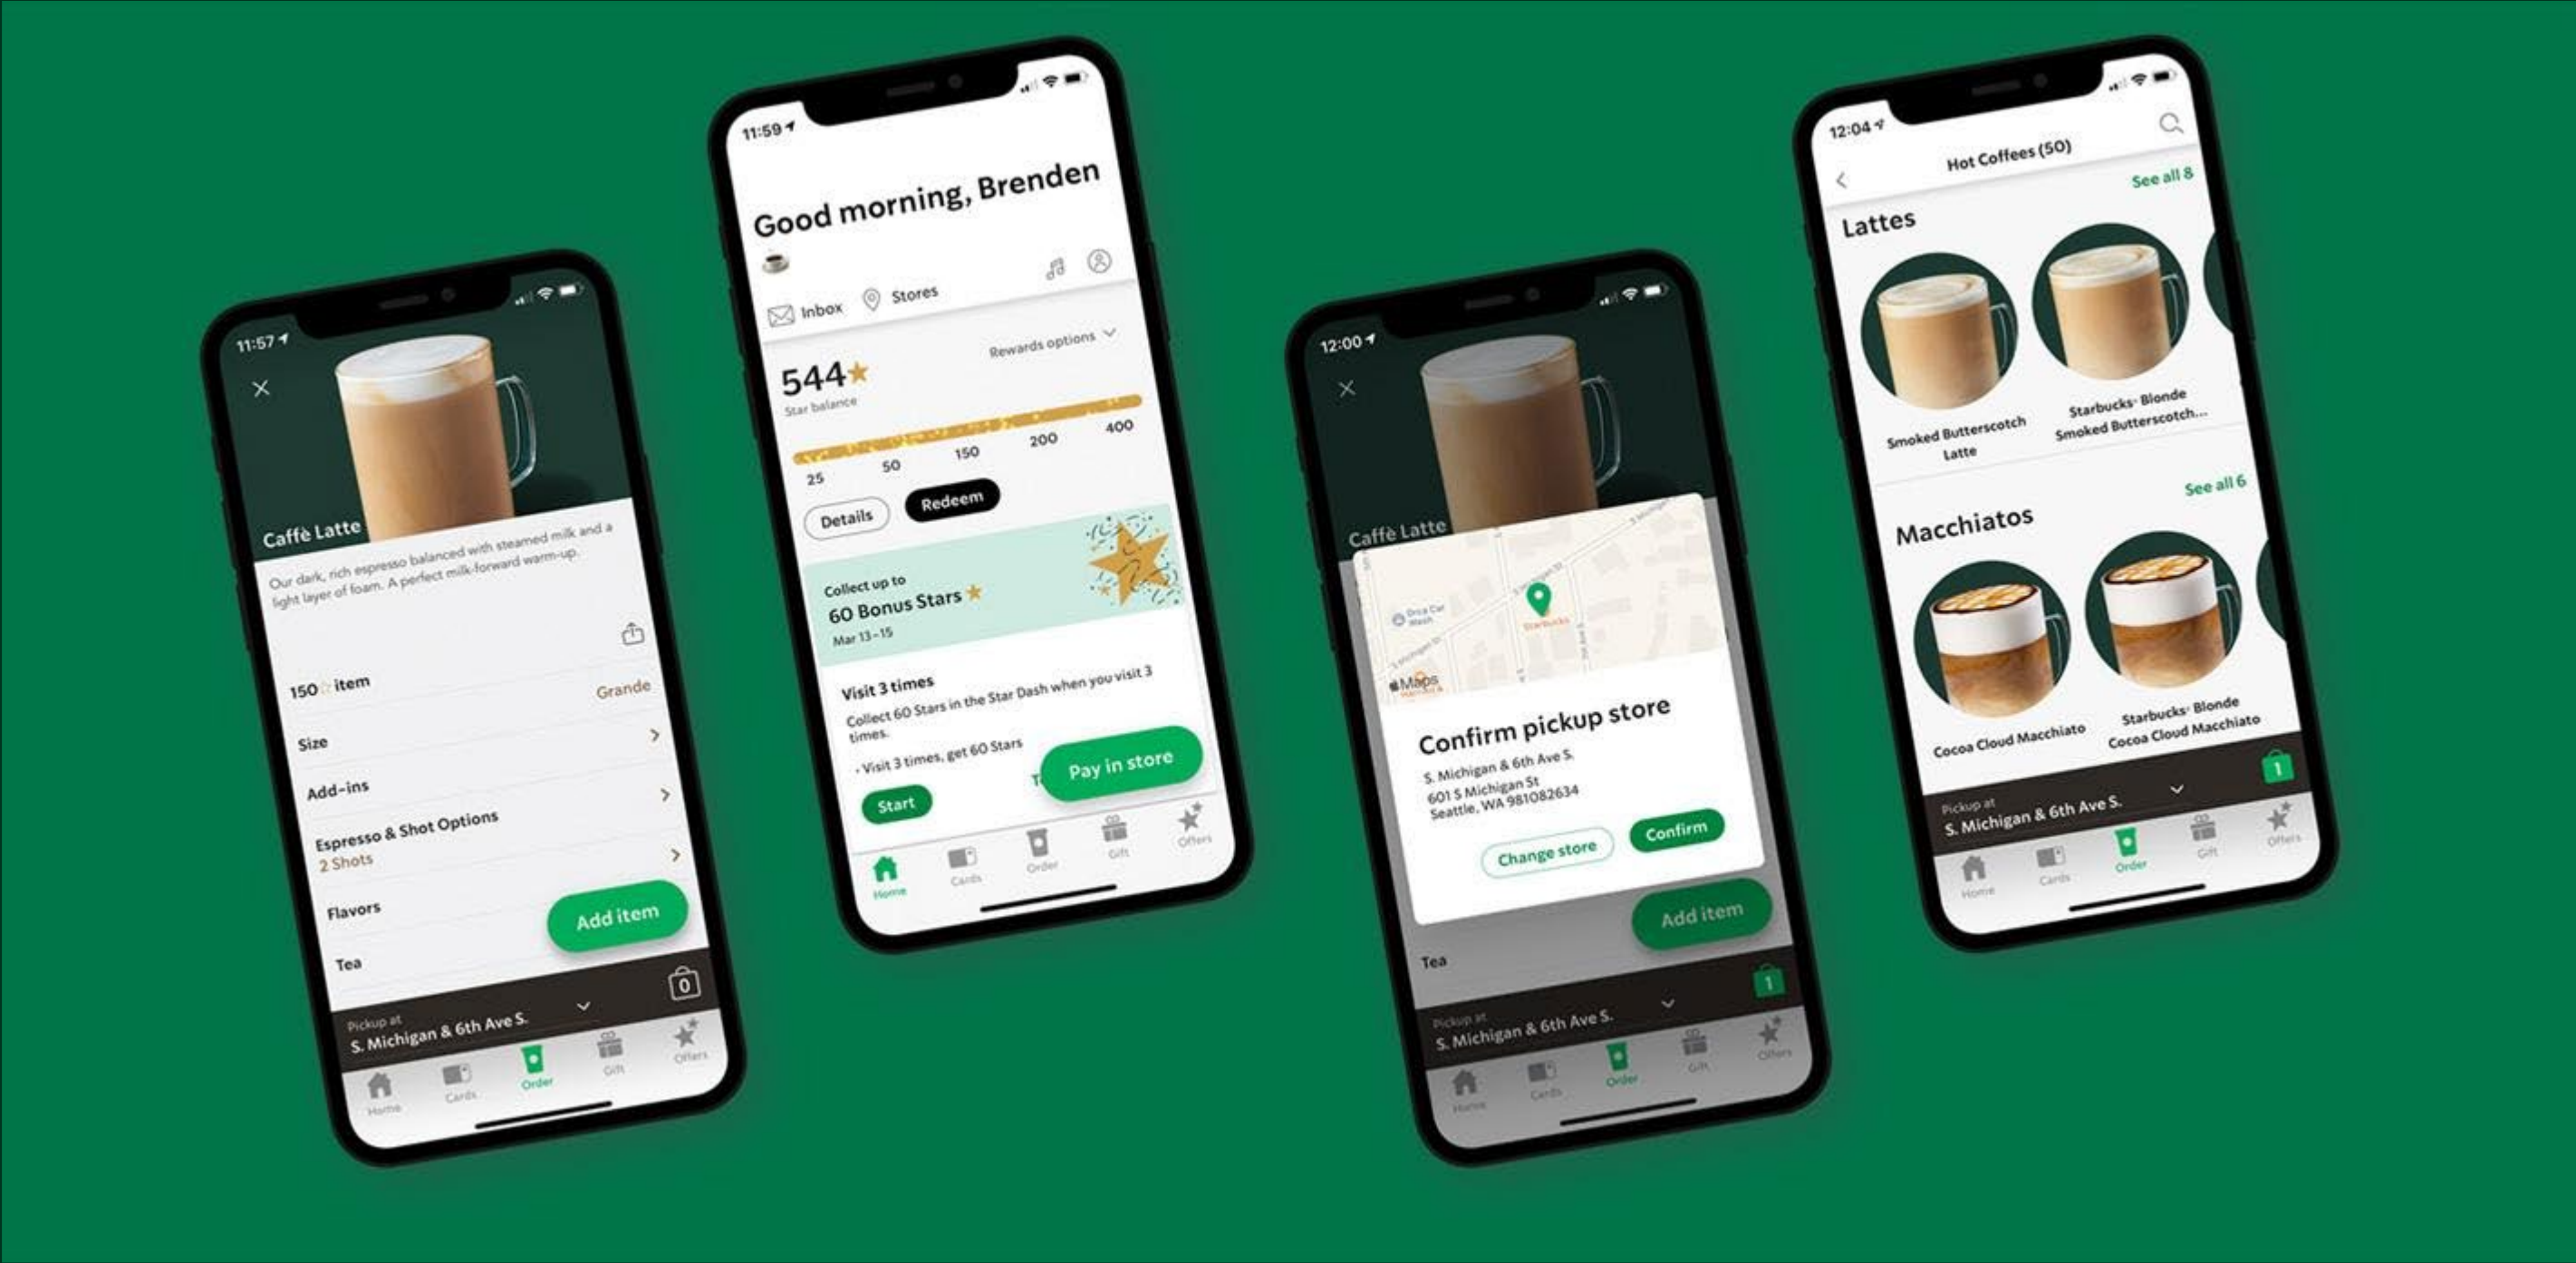 11:57
Caffè Latte
Our dark, rich espresso balanced with steamed milk and a
light layer of foam. A perfect milk-forward warm-up.
150☆ item
Size
Grande
Add-ins
Espresso & Shot Options
2 Shots
Flavors
Tea
Add item
Pickup at
S. Michigan & 6th Ave S.
0
Home
Cards
Order
Gift
Offers
11:59
Good morning, Brenden
Inbox
Stores
544★
Star balance
Rewards options
25
50
150
200
400
Details
Redeem
Collect up to
60 Bonus Stars ★
Mar 13-15
Visit 3 times
Collect 60 Stars in the Star Dash when you visit 3
times.
• Visit 3 times, get 60 Stars
Start
Pay in store
Home
Cards
Order
Gift
Offers
12:00
Caffè Latte
S Michigan St
S Michigan St
Orca Car
Wash
Starbucks
Maps
Confirm pickup store
S. Michigan & 6th Ave S.
601 S Michigan St
Seattle, WA 981082634
Change store
Confirm
Add item
Tea
Pickup at
S. Michigan & 6th Ave S.
1
Home
Cards
Order
Gift
Offers
12:04
Hot Coffees (50)
Lattes
See all 8
Smoked Butterscotch
Latte
Starbucks® Blonde
Smoked Butterscotch...
Macchiatos
See all 6
Cocoa Cloud Macchiato
Starbucks® Blonde
Cocoa Cloud Macchiato
Pickup at
S. Michigan & 6th Ave S.
1
Home
Cards
Order
Gift
Offers